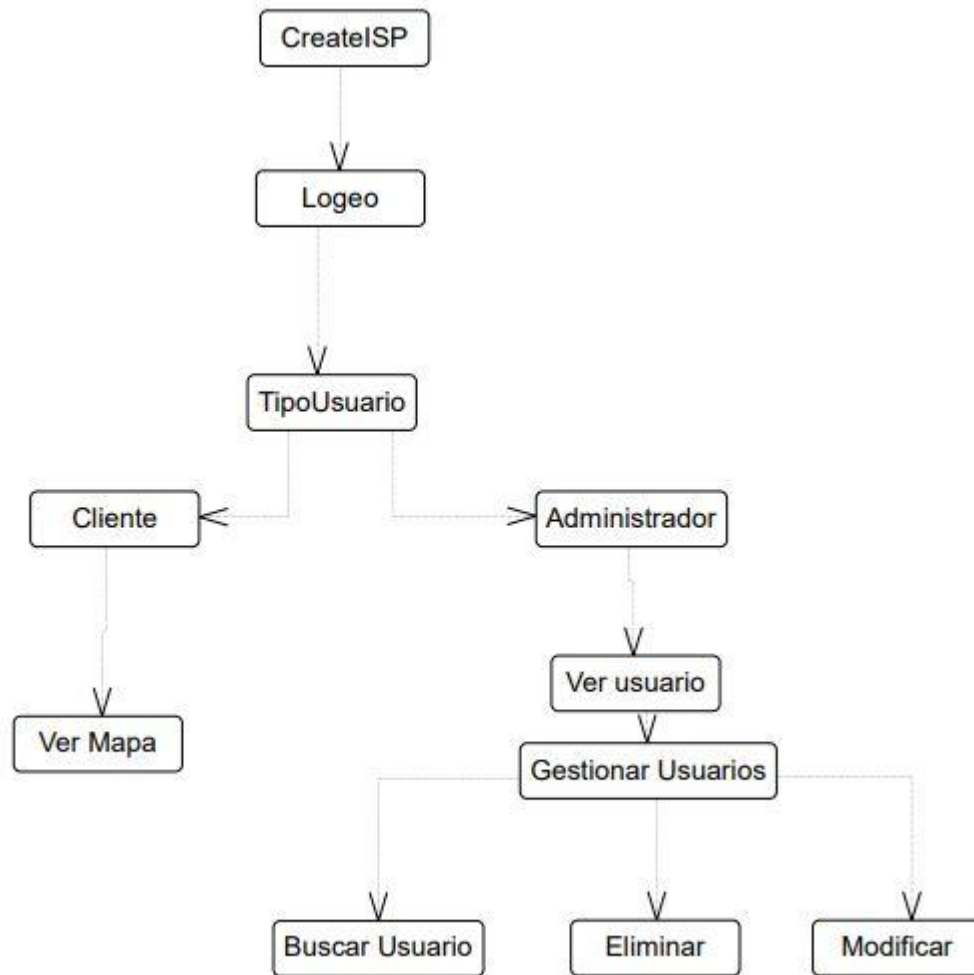 CreateISP
Logeo
TipoUsuario
Cliente
Administrador
Ver usuario
Ver Mapa
Gestionar Usuarios
Buscar Usuario
Eliminar
Modificar